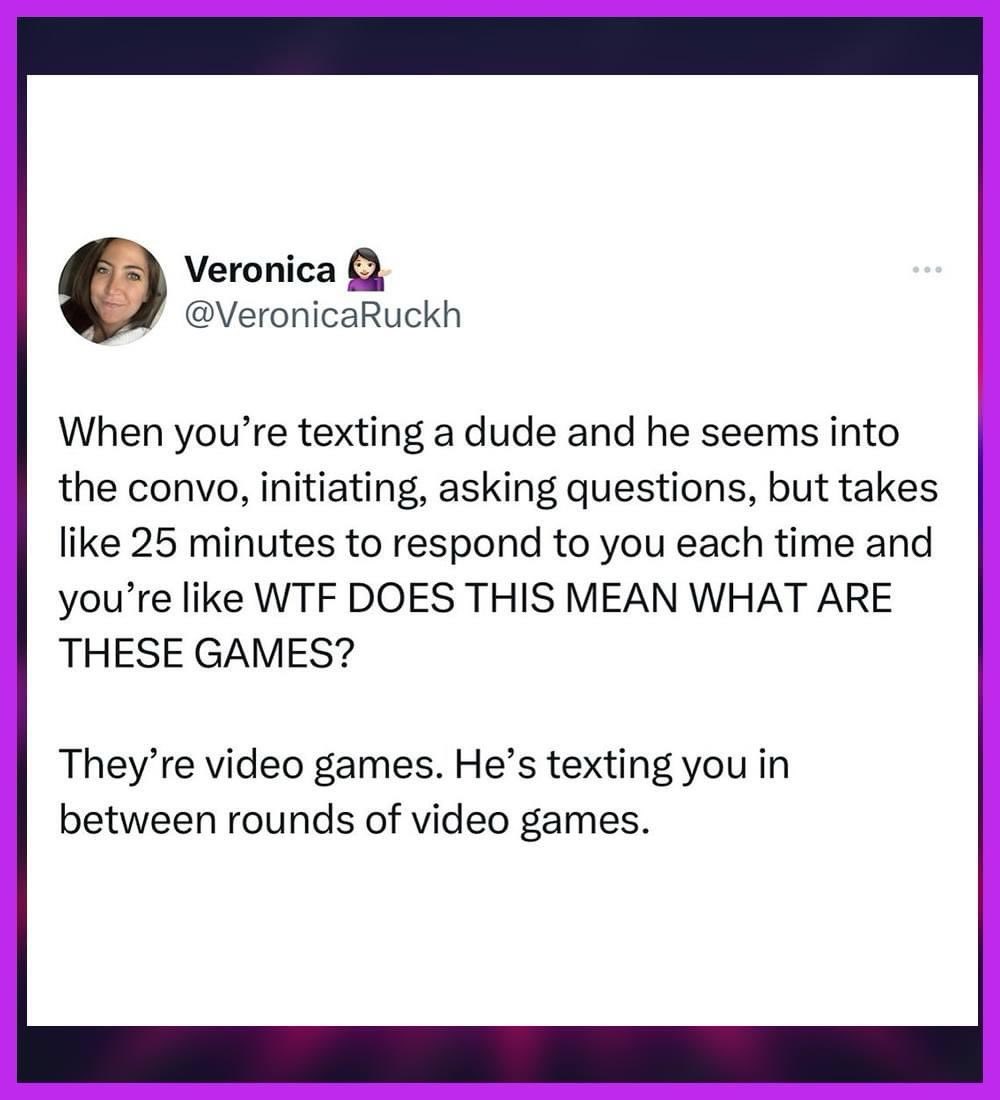 Veronica 💁🏻‍♀️
@VeronicaRuckh
When you’re texting a dude and he seems into
the convo, initiating, asking questions, but takes
like 25 minutes to respond to you each time and
you’re like WTF DOES THIS MEAN WHAT ARE
THESE GAMES?
They’re video games. He’s texting you in
between rounds of video games.